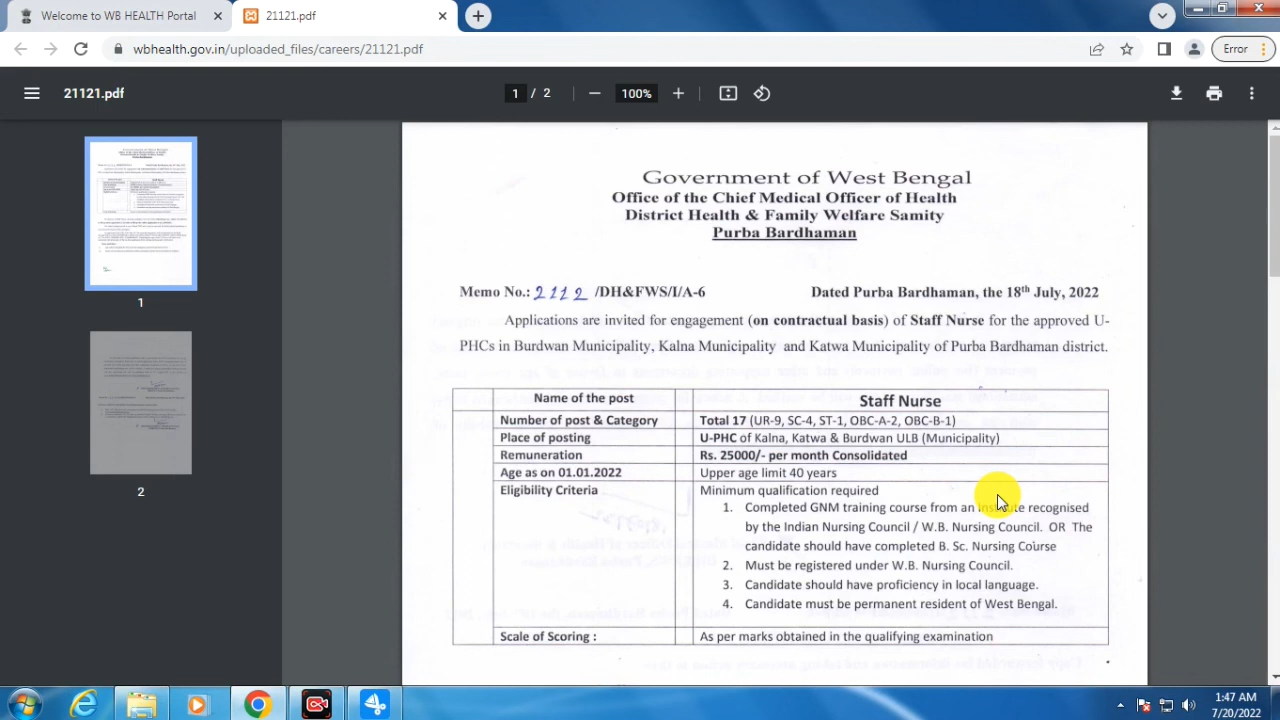 Welcome to WB HEALTH Portal
21121.pdf
wbhealth.gov.in/uploaded_files/careers/21121.pdf
Error
21121.pdf
1 / 2
100%
1
2
Government of West Bengal
Office of the Chief Medical Officer of Health
District Health & Family Welfare Samity
Purba Bardhaman
Memo No.: 2112 /DH&FWS/I/A-6 Dated Purba Bardhaman, the 18th July, 2022
Applications are invited for engagement (on contractual basis) of Staff Nurse for the approved U-
PHCs in Burdwan Municipality, Kalna Municipality and Katwa Municipality of Purba Bardhaman district.
Name of the post Staff Nurse
Number of post & Category Total 17 (UR-9, SC-4, ST-1, OBC-A-2, OBC-B-1)
Place of posting U-PHC of Kalna, Katwa & Burdwan ULB (Municipality)
Remuneration Rs. 25000/- per month Consolidated
Age as on 01.01.2022 Upper age limit 40 years
Eligibility Criteria Minimum qualification required
1. Completed GNM training course from an institute recognised
by the Indian Nursing Council / W.B. Nursing Council. OR The
candidate should have completed B. Sc. Nursing Course
2. Must be registered under W.B. Nursing Council.
3. Candidate should have proficiency in local language.
4. Candidate must be permanent resident of West Bengal.
Scale of Scoring : As per marks obtained in the qualifying examination
1:47 AM
7/20/2022